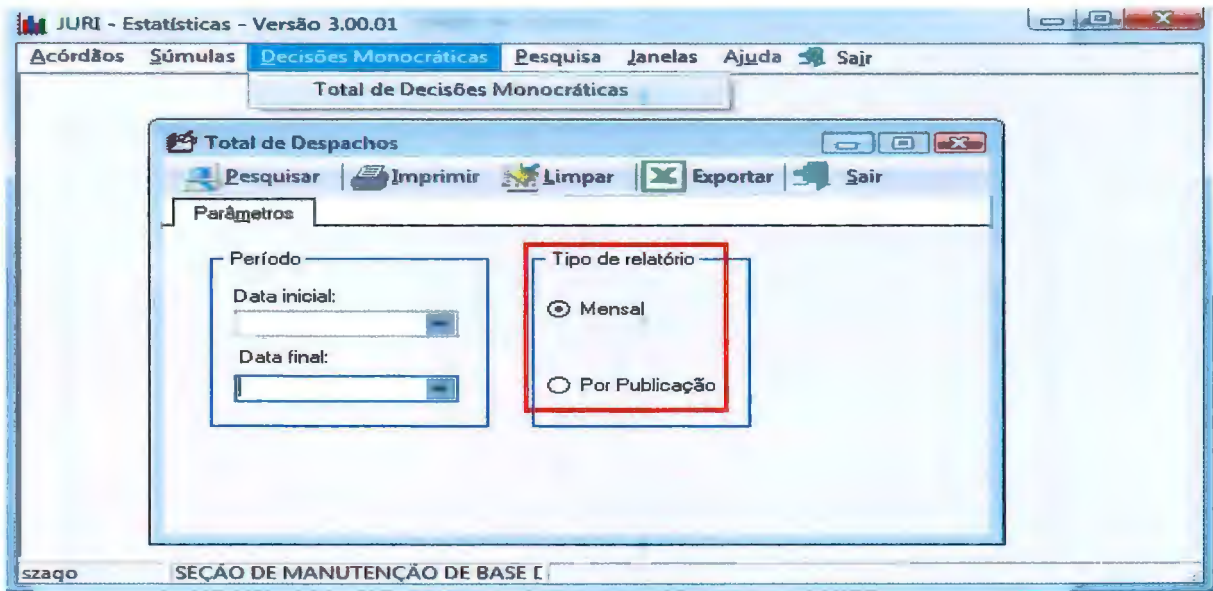 JURI - Estatísticas - Versão 3.00.01
Acórdãos Súmulas Decisões Monocráticas Pesquisa Janelas Ajuda Sair
Total de Decisões Monocráticas
Total de Despachos
Pesquisar Imprimir Limpar Exportar Sair
Parâmetros
Período
Data inicial:
Data final:
Tipo de relatório
Mensal
Por Publicação
szago SEÇÃO DE MANUTENÇÃO DE BASE D